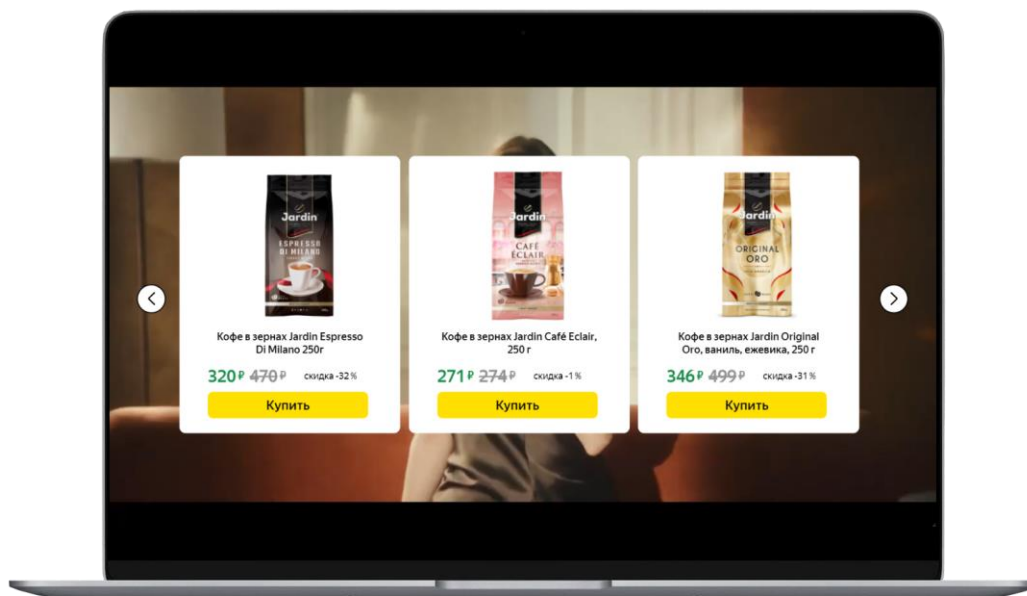 Jardin
ESPRESSO
DI MILANO
Кофе в зернах Jardin Espresso
Di Milano 250г
320 ₽ 470 ₽ скидка -32 %
Купить
Jardin
CAFÉ
ECLAIR
Кофе в зернах Jardin Café Eclair,
250 г
271 ₽ 274 ₽ скидка -1 %
Купить
Jardin
ORIGINAL
ORO
Кофе в зернах Jardin Original
Oro, ваниль, ежевика, 250 г
346 ₽ 499 ₽ скидка -31 %
Купить